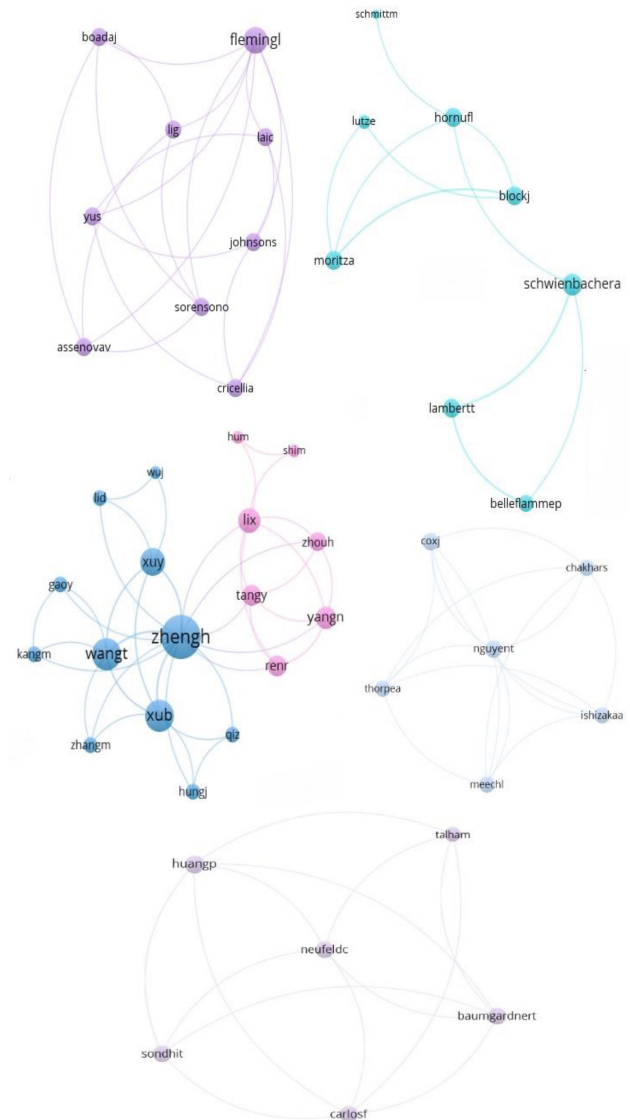 boadaj
flemingl
lig
laic
yus
johnsons
sorensono
assenovav
cricellia
schmittm
hornufl
lutze
blockj
moritza
schwienbachera
lambertt
belleflammep
hum
shim
wuj
lid
lix
zhouh
xuy
gaoy
tangy
yangn
zhengh
kangm
wangt
renr
xub
zhangm
qiz
hungj
coxj
chakhars
nguyent
thorpea
ishizakaa
meechl
talham
huangp
neufeldc
baumgardnert
sondhit
carlosf